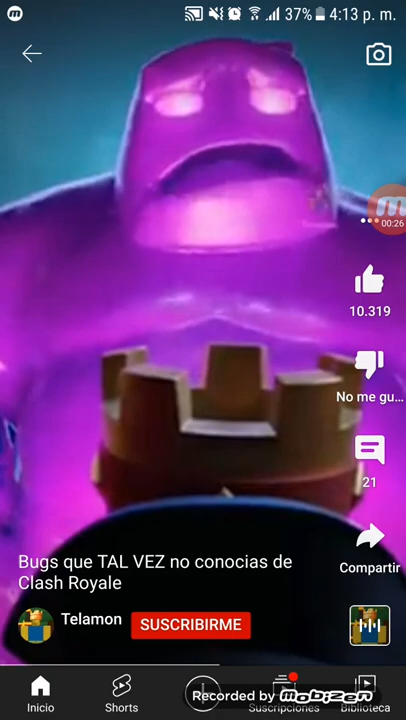 37% 4:13 p. m.
00:26
10.319
No me gu...
21
Compartir
Bugs que TAL VEZ no conocias de
Clash Royale
Telamon
SUSCRIBIRME
Recorded by mobizen
Inicio
Shorts
Suscripciones
Biblioteca